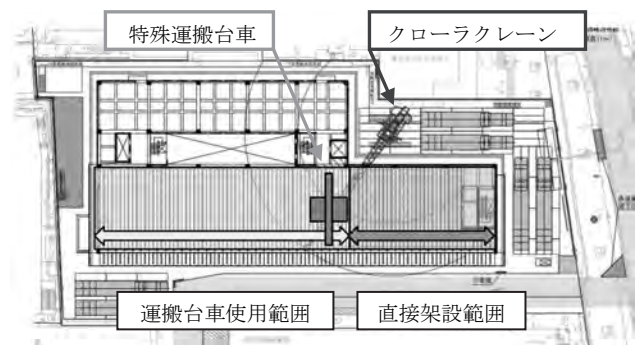 特殊運搬台車
クローラクレーン
運搬台車使用範囲
直接架設範囲